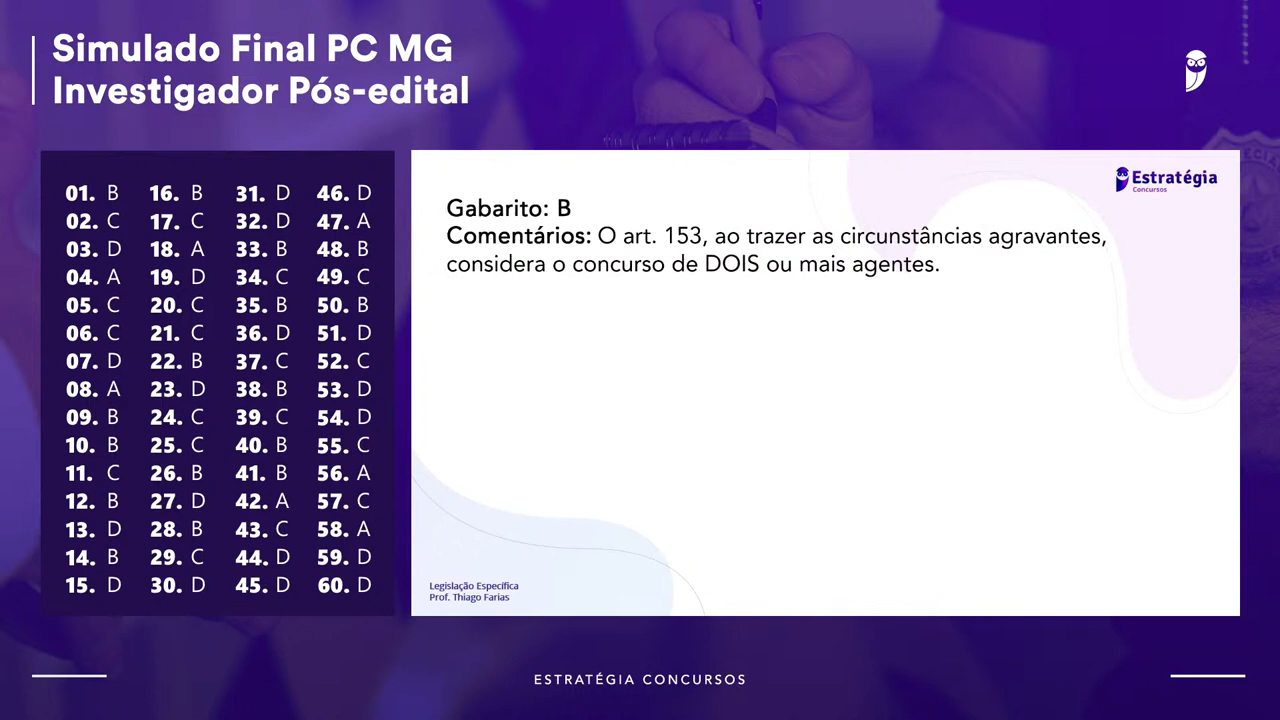 Simulado Final PC MG
Investigador Pós-edital
01. B 16. B 31. D 46. D
02. C 17. C 32. D 47. A
03. D 18. A 33. B 48. B
04. A 19. D 34. C 49. C
05. C 20. C 35. B 50. B
06. C 21. C 36. D 51. D
07. D 22. B 37. C 52. C
08. A 23. D 38. B 53. D
09. B 24. C 39. C 54. D
10. B 25. C 40. B 55. C
11. C 26. B 41. B 56. A
12. B 27. D 42. A 57. C
13. D 28. B 43. C 58. A
14. B 29. C 44. D 59. D
15. D 30. D 45. D 60. D
Estratégia
Concursos
Gabarito: B
Comentários: O art. 153, ao trazer as circunstâncias agravantes,
considera o concurso de DOIS ou mais agentes.
Legislação Específica
Prof. Thiago Farias
ESTRATÉGIA CONCURSOS